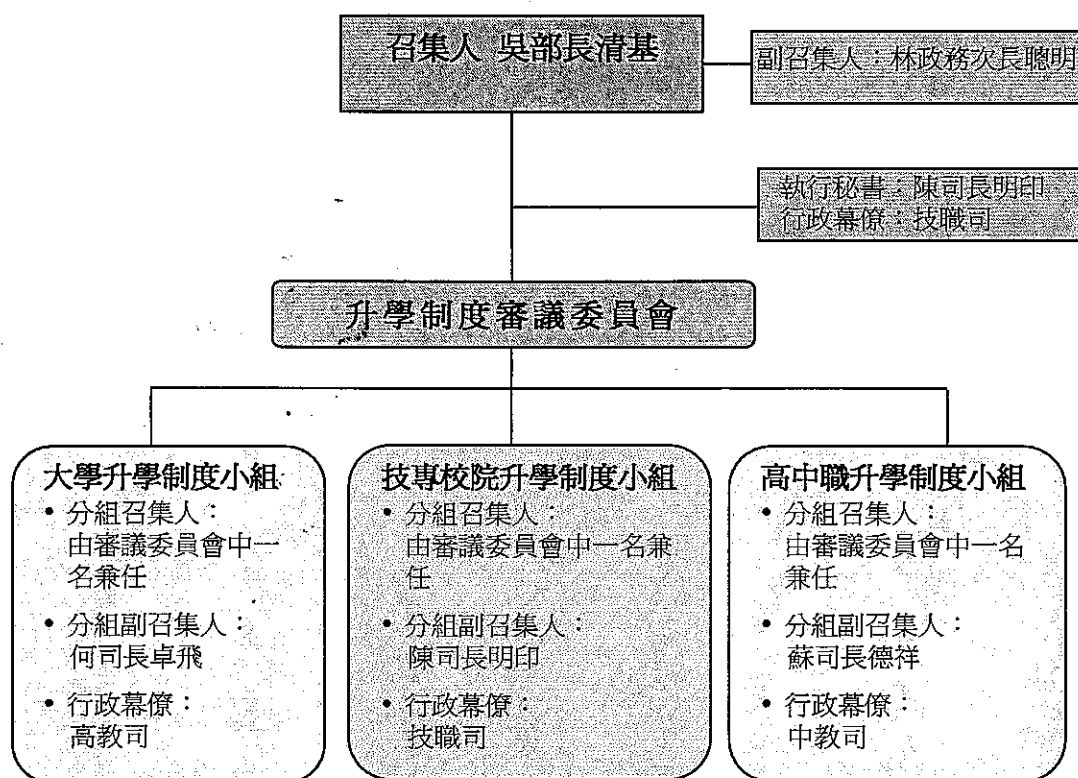 召集人 吳部長清基
副召集人：林政務次長聰明
執行秘書：陳司長明印
行政幕僚：技職司
升學制度審議委員會
大學升學制度小組
• 分組召集人：
由審議委員會中一
名兼任
• 分組副召集人：
何司長卓飛
• 行政幕僚：
高教司
技專校院升學制度小組
• 分組召集人：
由審議委員會中一名兼
任
• 分組副召集人：
陳司長明印
• 行政幕僚：
技職司
高中職升學制度小組
• 分組召集人：
由審議委員會中一名
兼任
• 分組副召集人：
蘇司長德祥
• 行政幕僚：
中教司